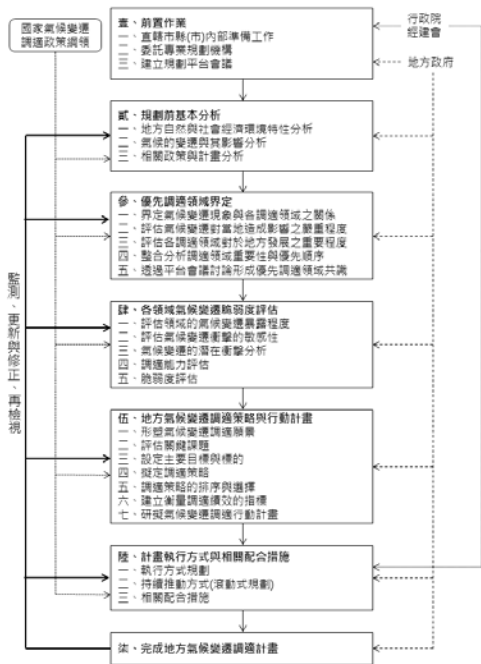 國家氣候變遷
調適政策綱領
行政院
經建會
地方政府
壹、前置作業
一、直轄市縣(市)內部準備工作
二、委託專業規劃機構
三、建立規劃平台會議
貳、規劃前基本分析
一、地方自然與社會經濟環境特性分析
二、氣候的變遷與其影響分析
三、相關政策與計畫分析
參、優先調適領域界定
一、界定氣候變遷現象與各調適領域之關係
二、評估氣候變遷對當地造成影響之嚴重程度
三、評估各調適領域對於地方發展之重要程度
四、整合分析調適領域重要性與優先順序
五、透過平台會議討論形成優先調適領域共識
監測、更新與修正、再檢視
肆、各領域氣候變遷脆弱度評估
一、評估領域的氣候變遷暴露程度
二、評估氣候變遷衝擊的敏感性
三、氣候變遷的潛在衝擊分析
四、調適能力評估
五、脆弱度評估
伍、地方氣候變遷調適策略與行動計畫
一、形塑氣候變遷調適願景
二、評估關鍵課題
三、設定主要目標與標的
四、擬定調適策略
五、調適策略的排序與選擇
六、建立衡量調適績效的指標
七、研擬氣候變遷調適行動計畫
陸、計畫執行方式與相關配合措施
一、執行方式規劃
二、持續推動方式(滾動式規劃)
三、相關配合措施
柒、完成地方氣候變遷調適計畫